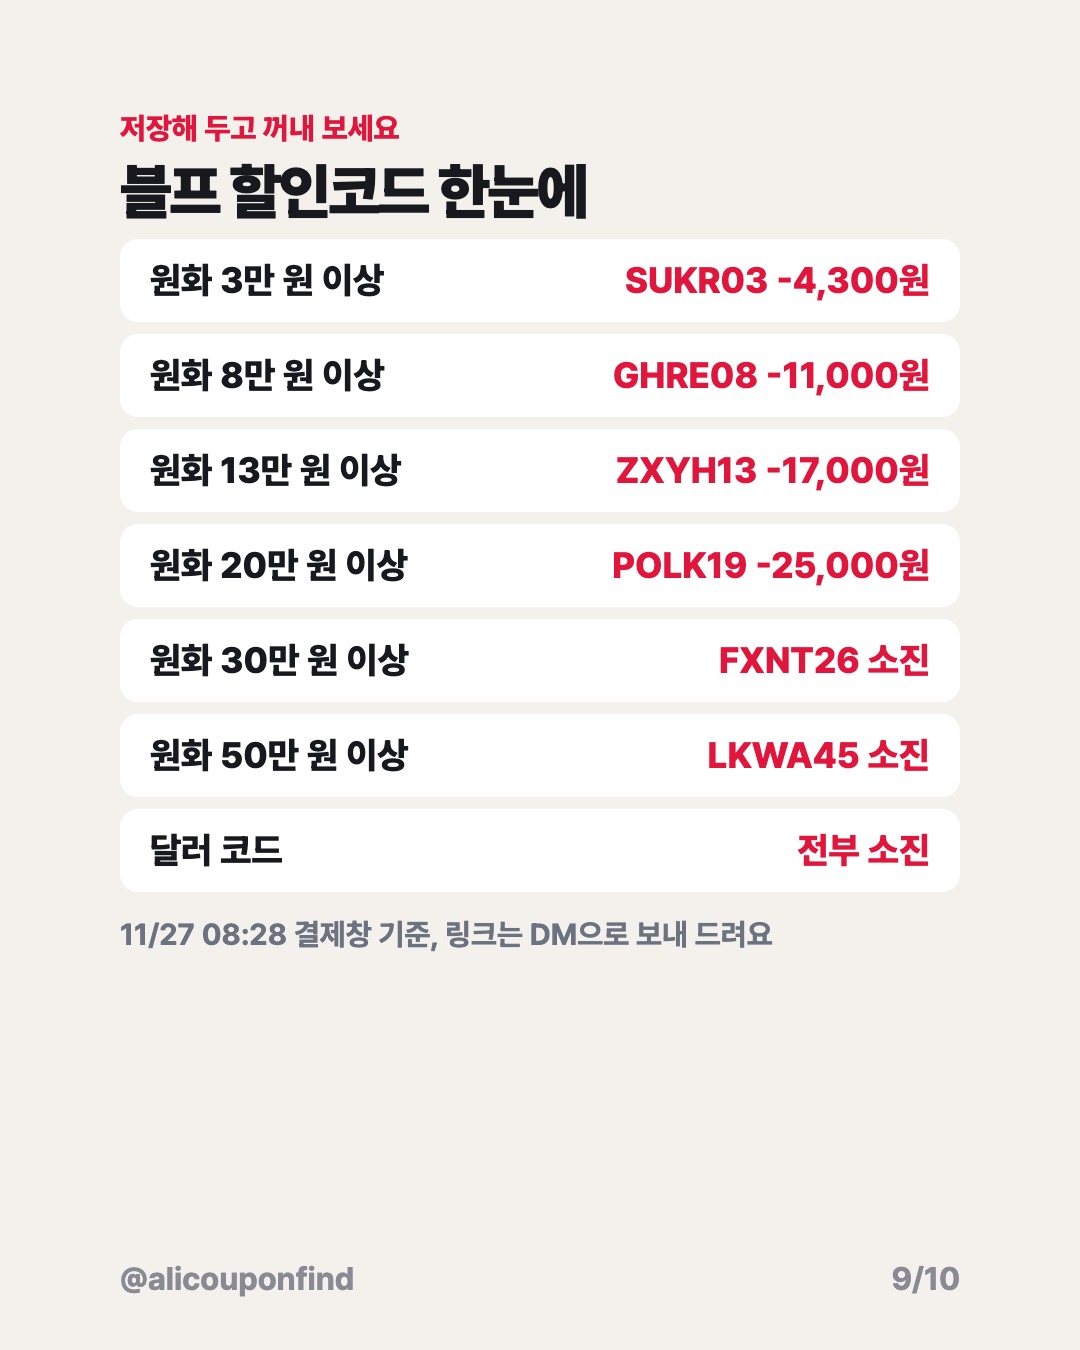 저장해 두고 꺼내 보세요
블프 할인코드 한눈에
원화 3만 원 이상 SUKR03 -4,300원
원화 8만 원 이상 GHRE08 -11,000원
원화 13만 원 이상 ZXYH13 -17,000원
원화 20만 원 이상 POLK19 -25,000원
원화 30만 원 이상 FXNT26 소진
원화 50만 원 이상 LKWA45 소진
달러 코드 전부 소진
11/27 08:28 결제창 기준, 링크는 DM으로 보내 드려요
@alicouponfind 9/10